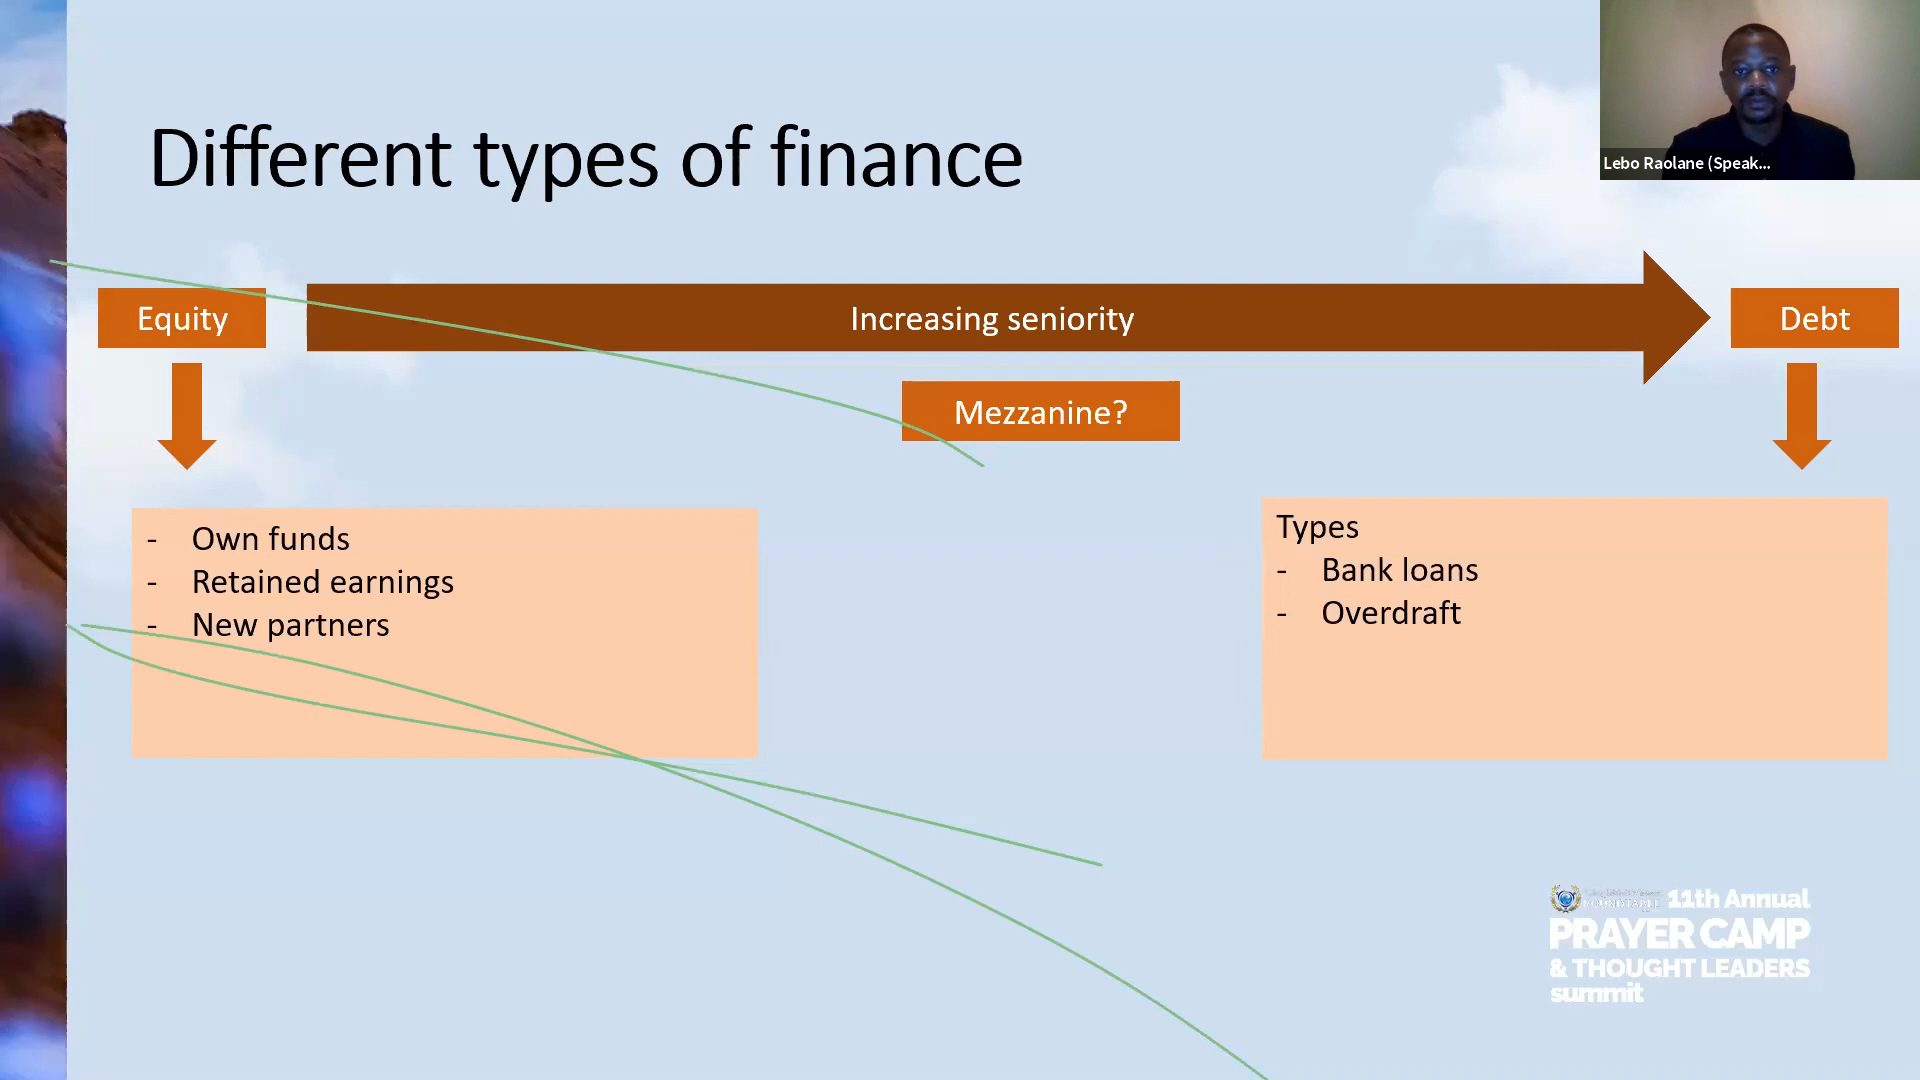 Lebo Raolane (Speak...
Different types of finance
Equity
Increasing seniority
Debt
Mezzanine?
- Own funds
- Retained earnings
- New partners
Types
- Bank loans
- Overdraft
ROUNDTABLE 11th Annual
PRAYER CAMP
& THOUGHT LEADERS
summit